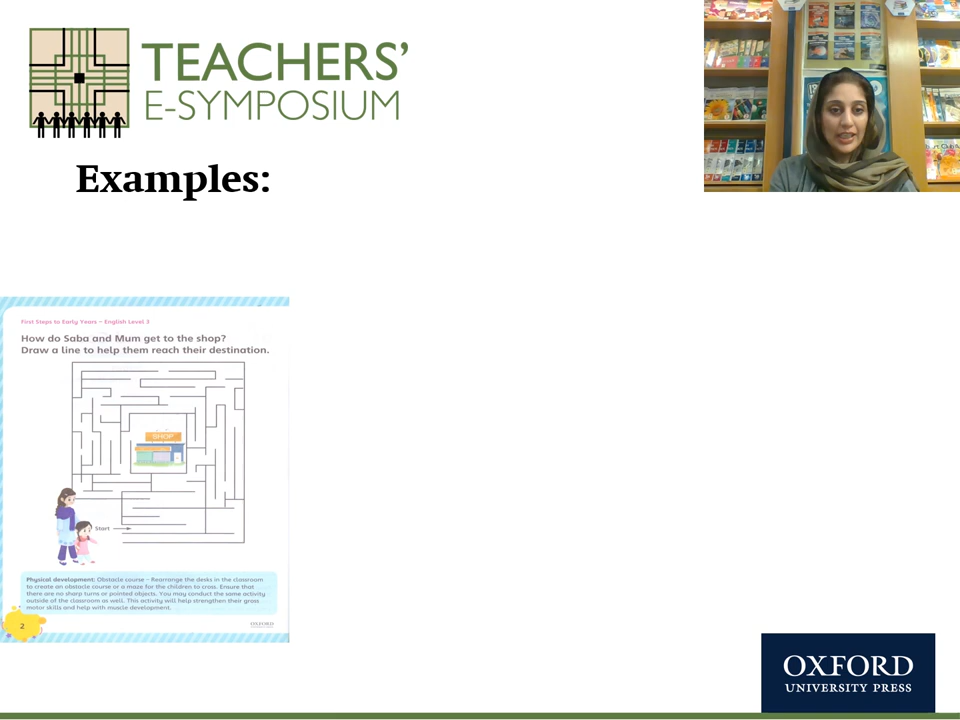 TEACHERS'
E-SYMPOSIUM
Examples:
First Steps to Early Years – English Level 3
How do Saba and Mum get to the shop?
Draw a line to help them reach their destination.
SHOP
Start
Physical development: Obstacle course – Rearrange the desks in the classroom
to create an obstacle course or a maze for the children to cross. Ensure that
there are no sharp turns or pointed objects. You may conduct the same activity
outside of the classroom as well. This activity will help strengthen their gross
motor skills and help with muscle development.
2
OXFORD
OXFORD
UNIVERSITY PRESS